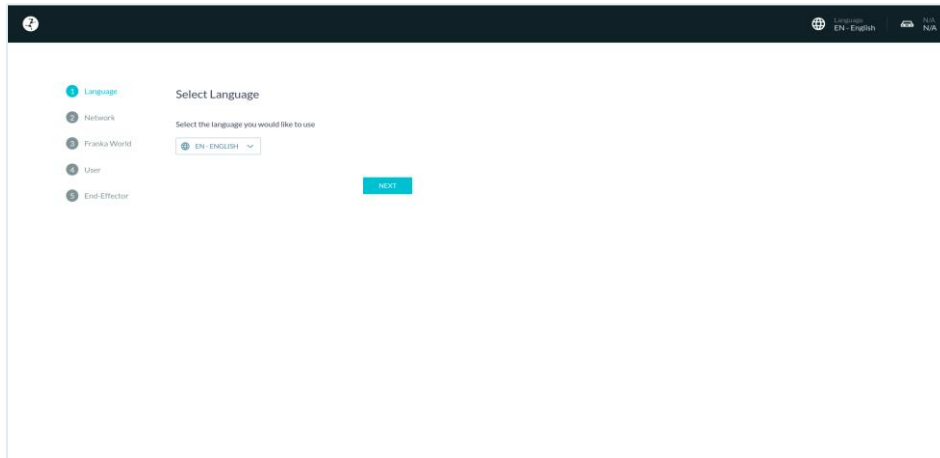 Language
EN - English
N/A
N/A
1 Language
2 Network
3 Franka World
4 User
5 End-Effector
Select Language
Select the language you would like to use
EN - ENGLISH
NEXT